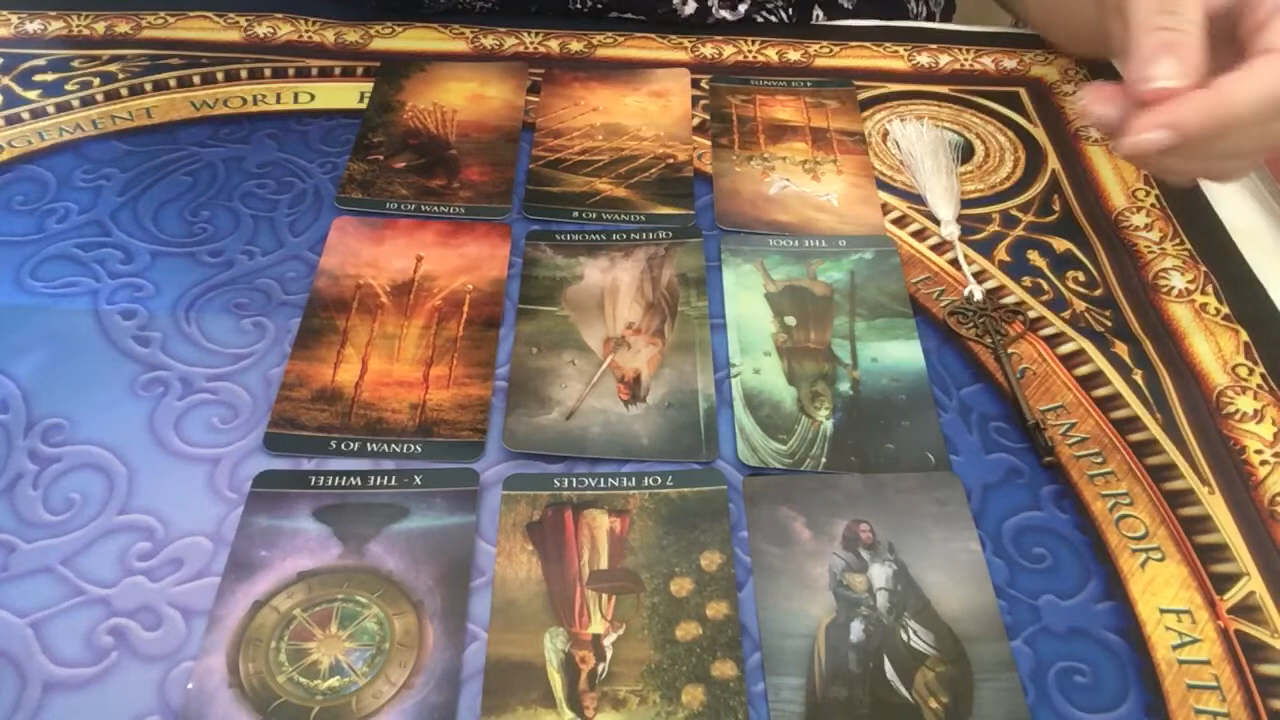 GEMENT WORLD F
4 OF WANDS
10 OF WANDS
8 OF WANDS
QUEEN OF SWORDS
0 - THE FOOL
5 OF WANDS
X - THE WHEEL
7 OF PENTACLES
EMPEROR FAITH